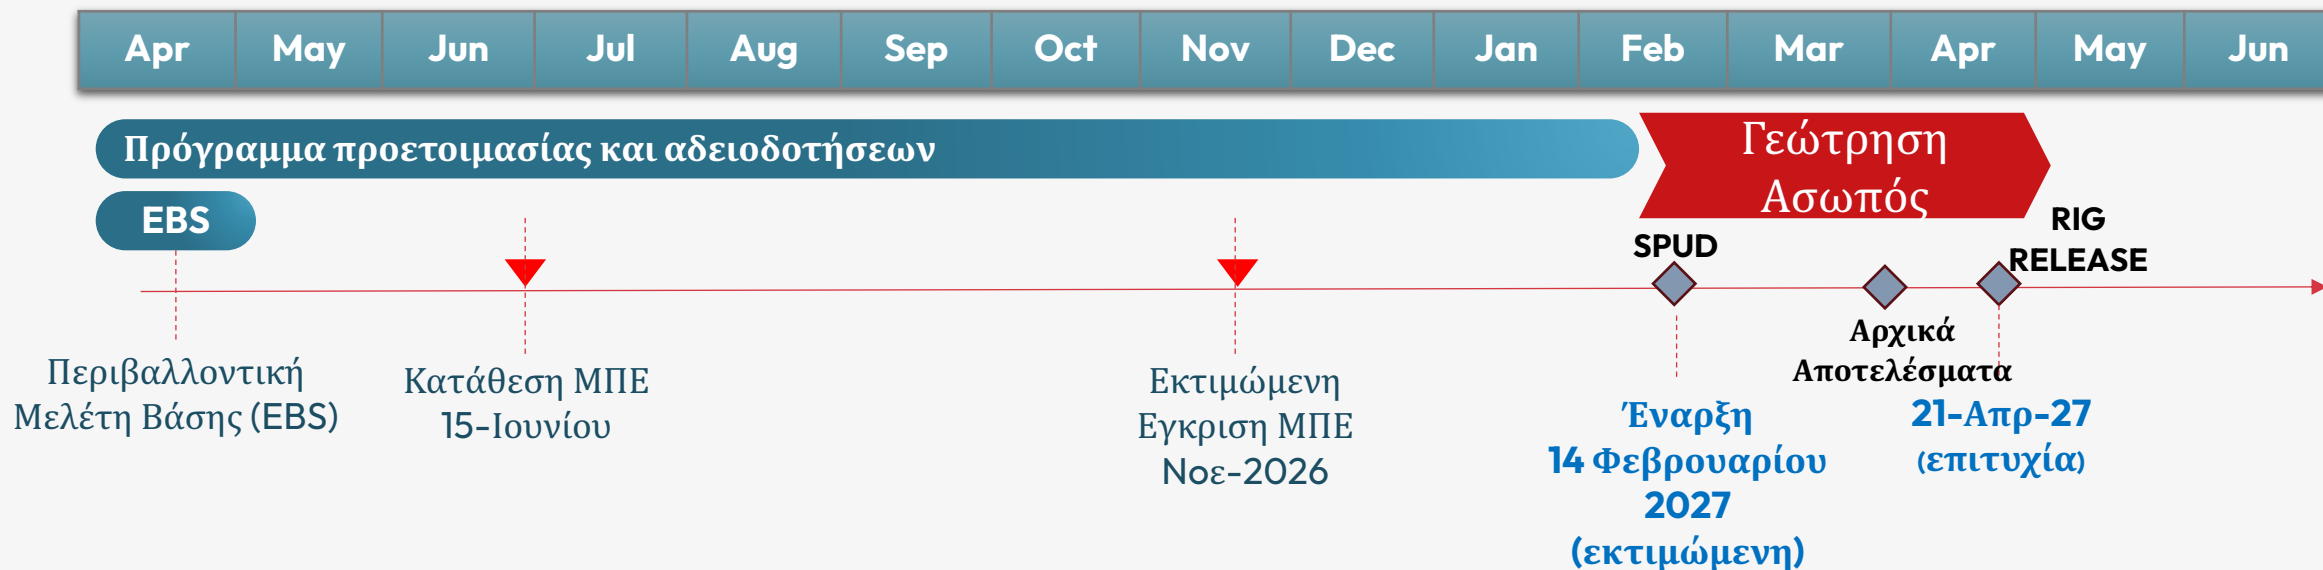 Apr May Jun Jul Aug Sep Oct Nov Dec Jan Feb Mar Apr May Jun
Πρόγραμμα προετοιμασίας και αδειοδοτήσεων
Γεώτρηση
Ασωπός
EBS
SPUD
RIG
RELEASE
Περιβαλλοντική
Μελέτη Βάσης (EBS)
Κατάθεση ΜΠΕ
15-Ιουνίου
Εκτιμώμενη
Εγκριση ΜΠΕ
Νοε-2026
Έναρξη
14 Φεβρουαρίου
2027
(εκτιμώμενη)
Αρχικά
Αποτελέσματα
21-Απρ-27
(επιτυχία)